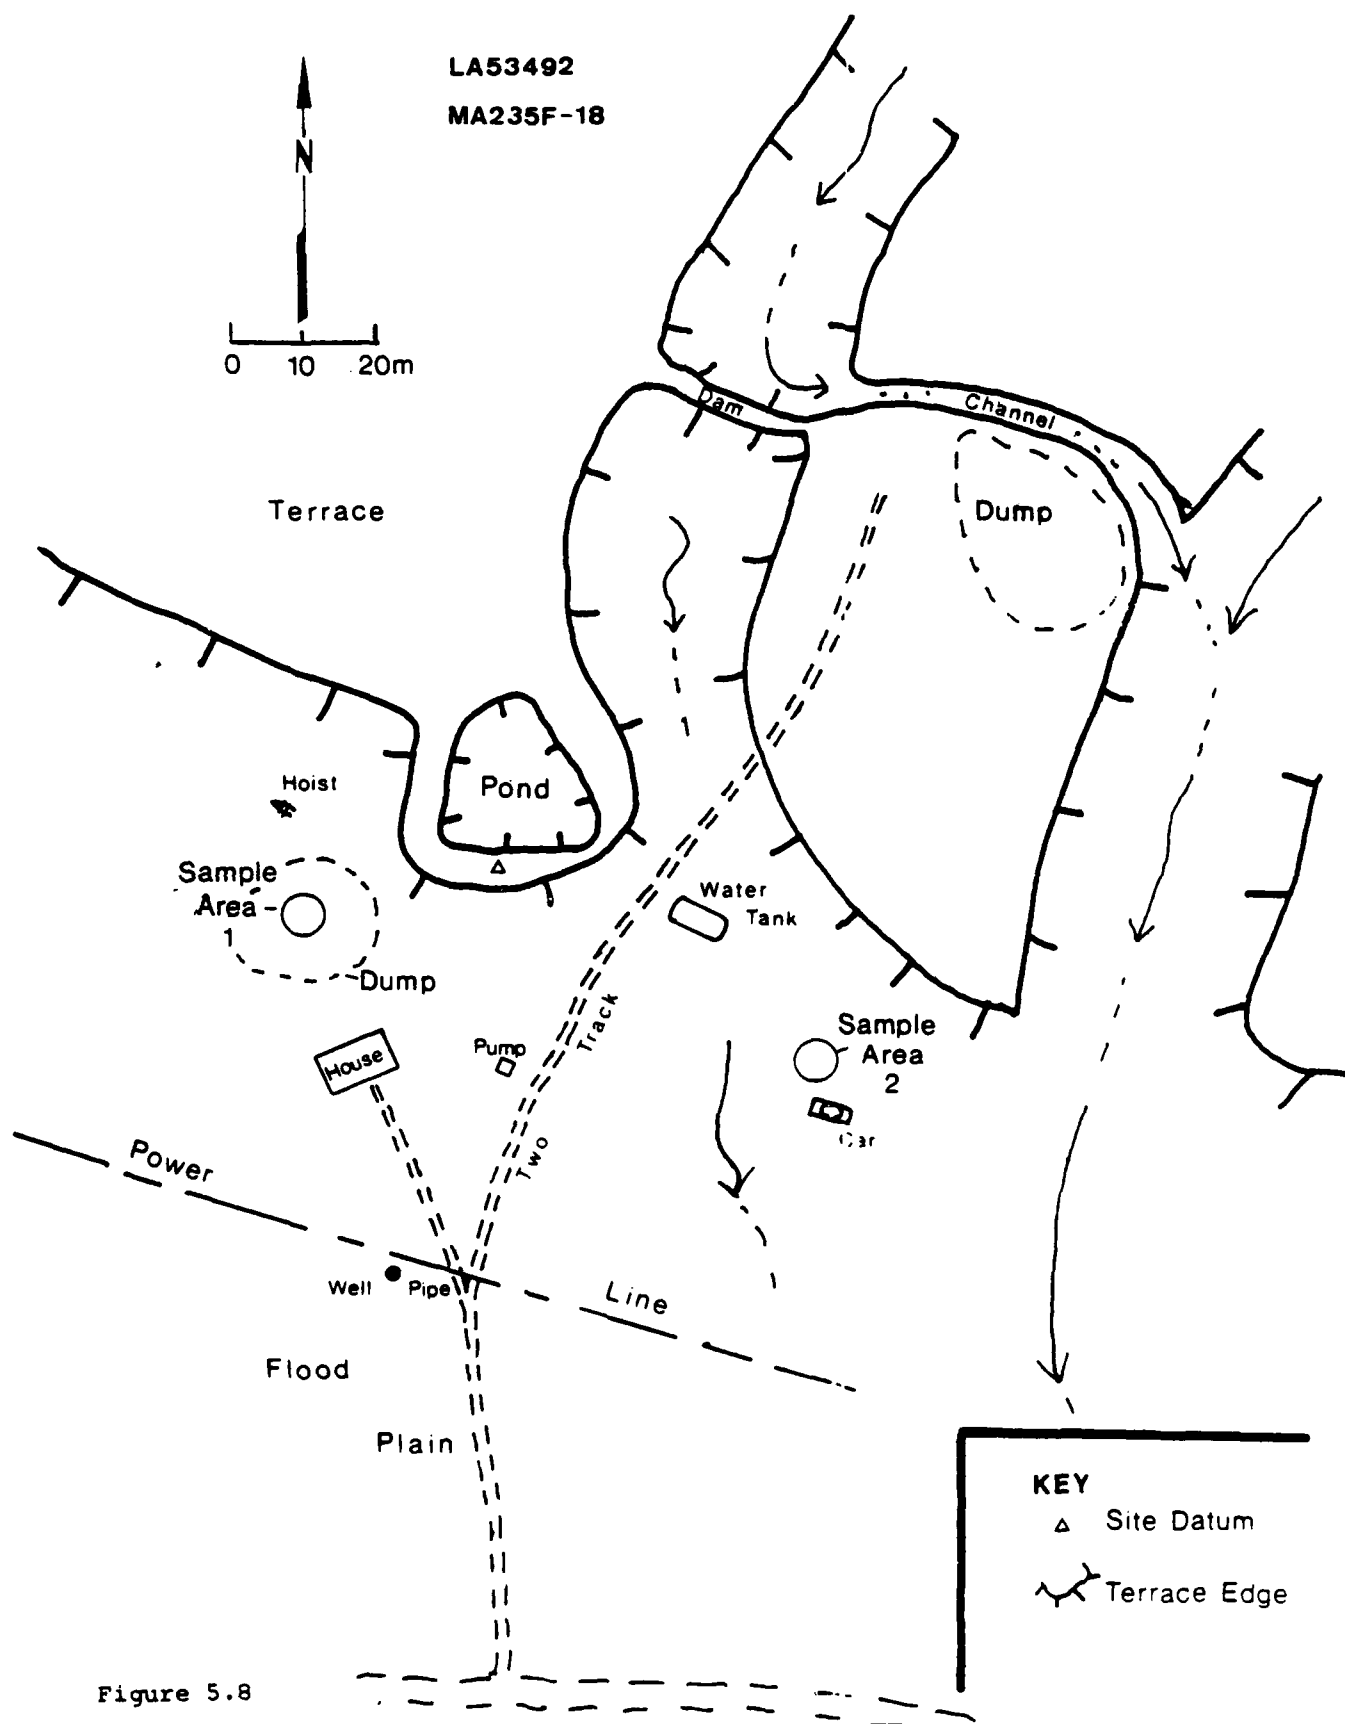 LA53492
MA235F-18
N
0 10 20m
Dam
Channel
Terrace
Dump
Hoist
Pond
Sample
Area
1
Dump
Water
Tank
Track
Two
Sample
Area
2
Pump
House
Car
Power
Well Pipe
Line
Flood
Plain
KEY
Site Datum
Terrace Edge
Figure 5.8